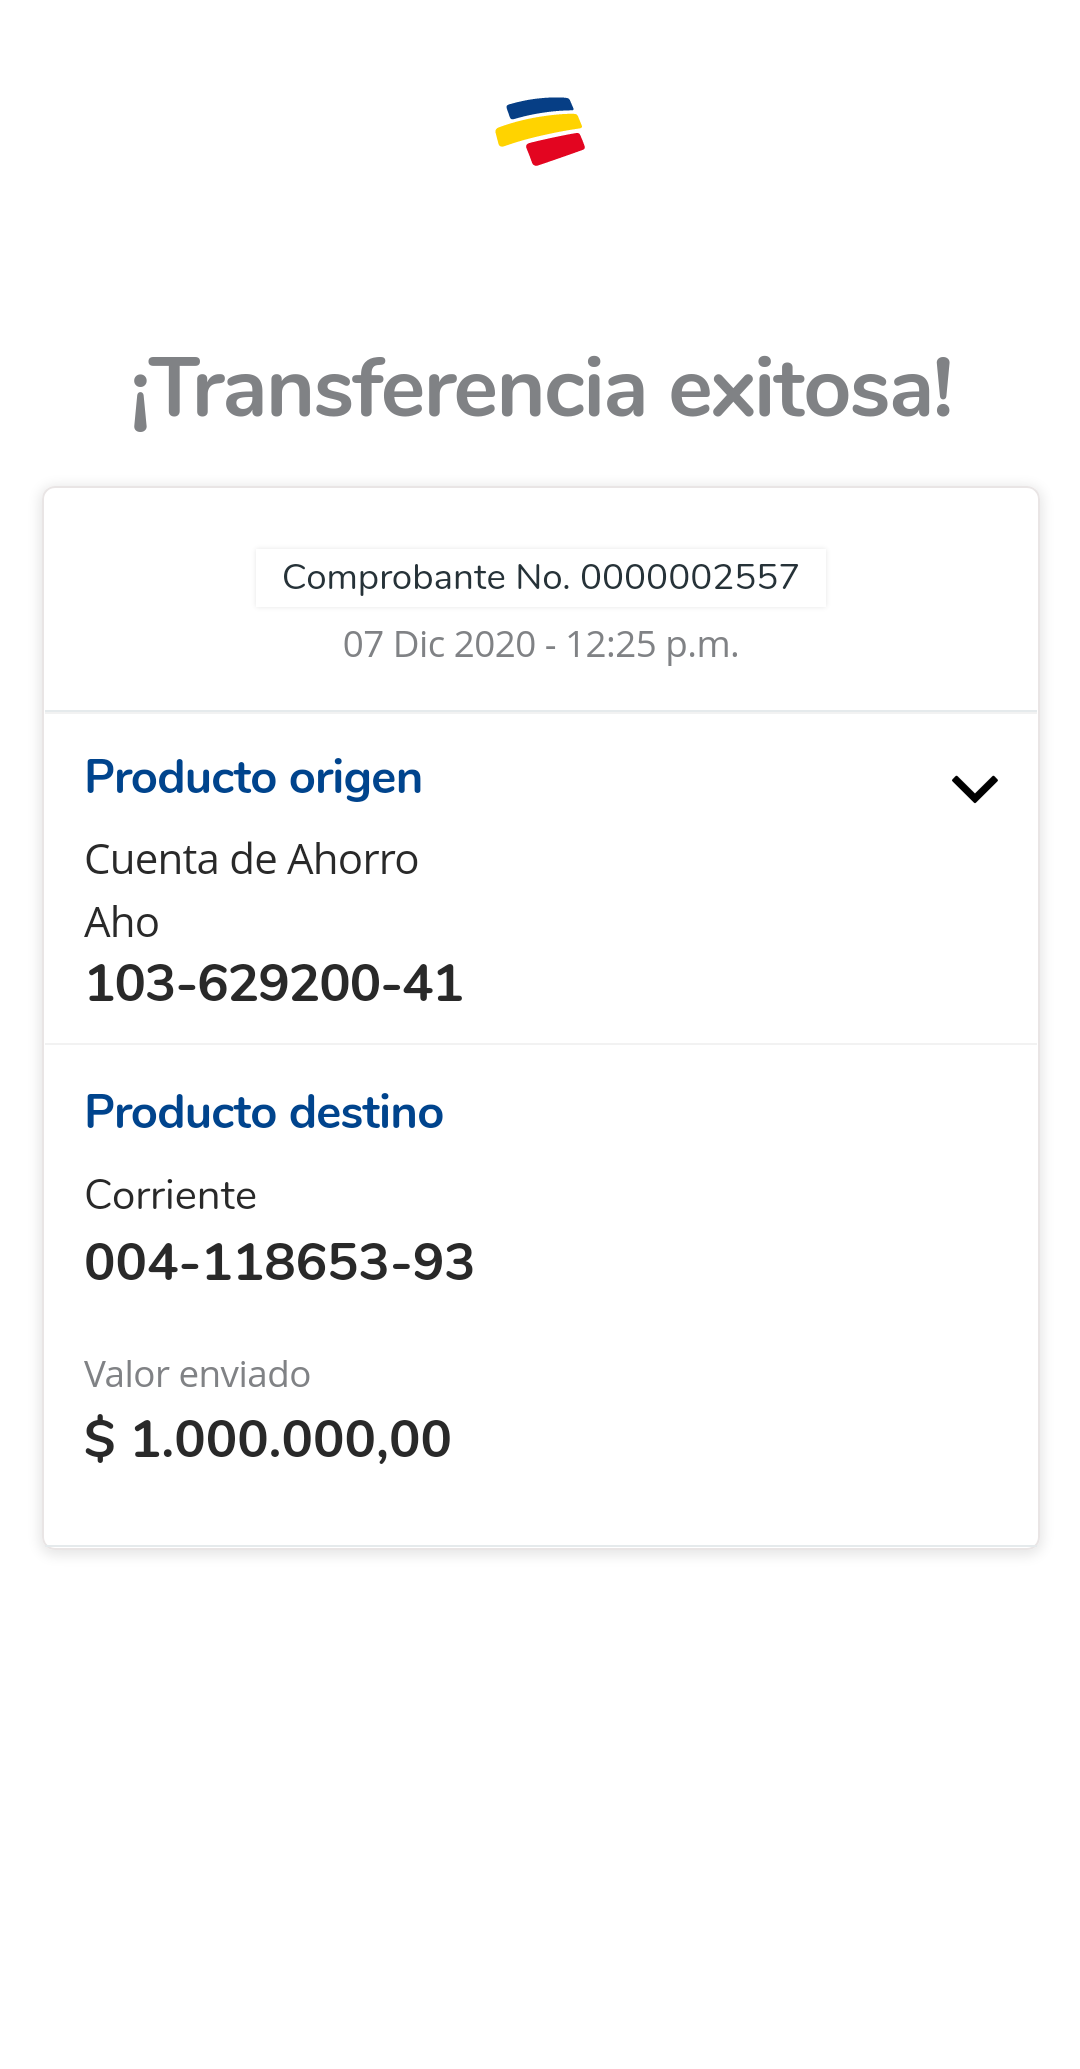 ¡Transferencia exitosa!
Comprobante No. 0000002557
07 Dic 2020 - 12:25 p.m.
Producto origen
Cuenta de Ahorro
Aho
103-629200-41
Producto destino
Corriente
004-118653-93
Valor enviado
$ 1.000.000,00